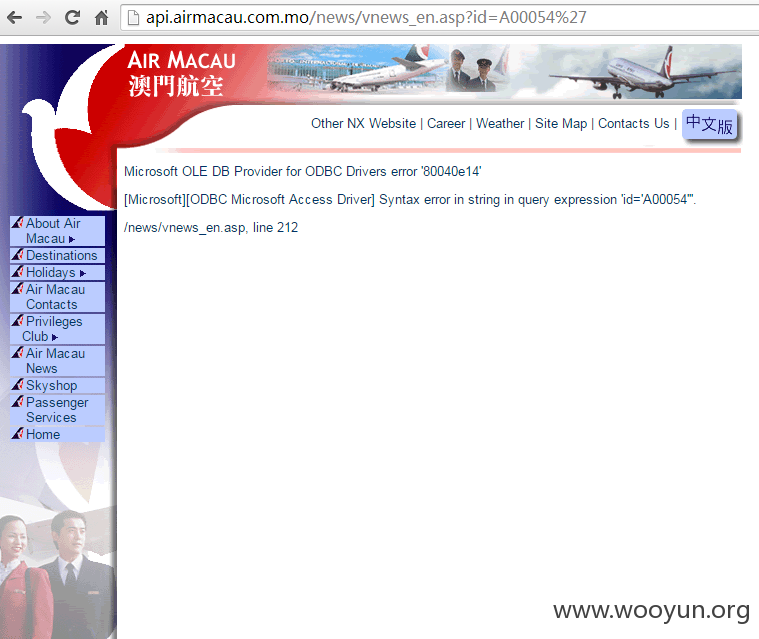 api.airmacau.com.mo/news/vnews_en.asp?id=A00054%27
AIR MACAU
澳門航空
Other NX Website | Career | Weather | Site Map | Contacts Us |
中文版
Microsoft OLE DB Provider for ODBC Drivers error '80040e14'
[Microsoft][ODBC Microsoft Access Driver] Syntax error in string in query expression 'id='A00054''.
/news/vnews_en.asp, line 212
About Air
Macau
Destinations
Holidays
Air Macau
Contacts
Privileges
Club
Air Macau
News
Skyshop
Passenger
Services
Home
www.wooyun.org